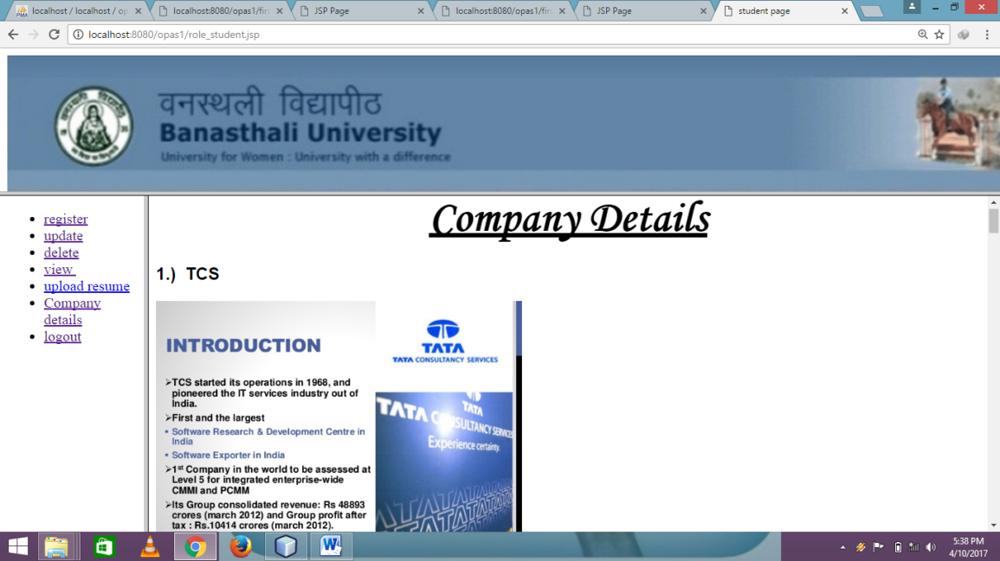 localhost / localhost / op
localhost:8080/opas1/firs
JSP Page
localhost:8080/opas1/firs
JSP Page
student page
localhost:8080/opas1/role_student.jsp
वनस्थली विद्यापीठ
Banasthali University
University for Women : University with a difference
register
update
delete
view
upload resume
Company
details
logout
Company Details
1.) TCS
INTRODUCTION
➢TCS started its operations in 1968, and
pioneered the IT services industry out of
India.
➢First and the largest
▪ Software Research & Development Centre in
India
▪ Software Exporter in India
➢1st Company in the world to be assessed at
Level 5 for integrated enterprise-wide
CMMI and PCMM
➢Its Group consolidated revenue: Rs 48893
crores (march 2012) and Group profit after
tax : Rs.10414 crores (march 2012).
TATA
TATA CONSULTANCY SERVICES
TATA
TATA CONSULTANCY SERVICES
Experience certainty.
TATATATATA
5:38 PM
4/10/2017